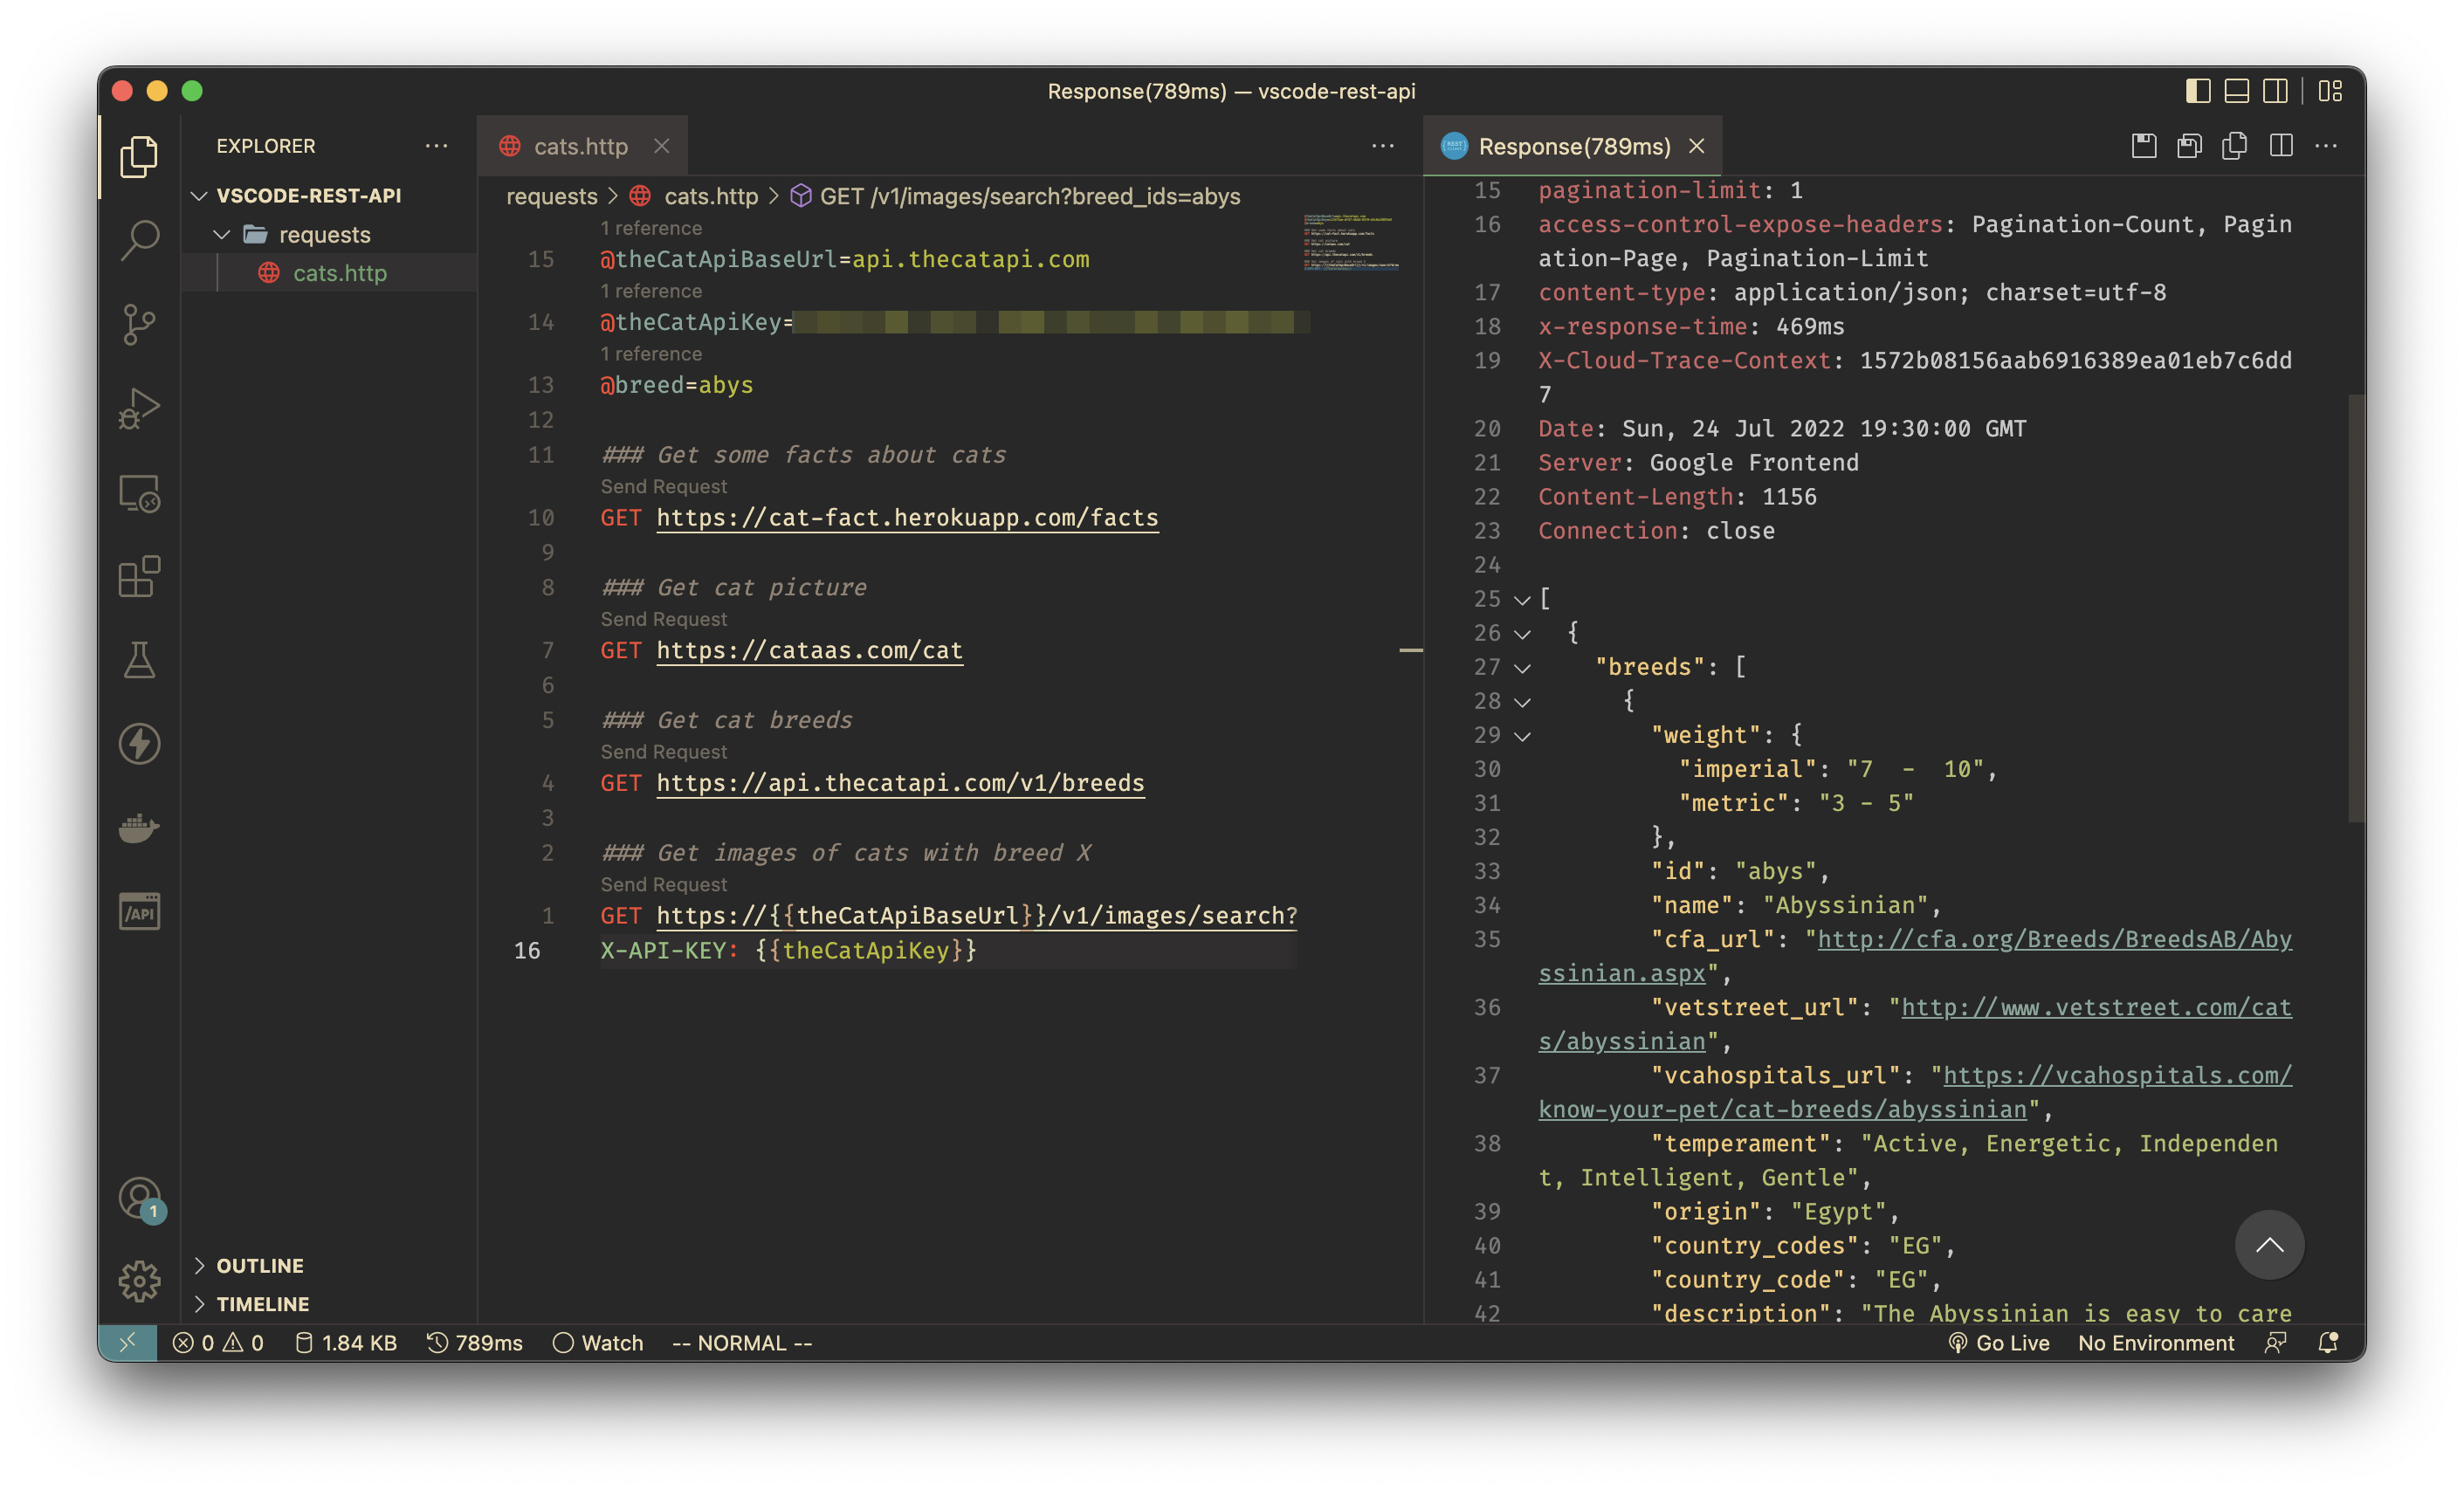 Response(789ms) — vscode-rest-api
EXPLORER
VSCODE-REST-API
requests
cats.http
OUTLINE
TIMELINE
cats.http
requests > cats.http > GET /v1/images/search?breed_ids=abys
1 reference
15 @theCatApiBaseUrl=api.thecatapi.com
1 reference
14 @theCatApiKey=
1 reference
13 @breed=abys
12
11 ### Get some facts about cats
Send Request
10 GET https://cat-fact.herokuapp.com/facts
9
8 ### Get cat picture
Send Request
7 GET https://cataas.com/cat
6
5 ### Get cat breeds
Send Request
4 GET https://api.thecatapi.com/v1/breeds
3
2 ### Get images of cats with breed X
Send Request
1 GET https://{{theCatApiBaseUrl}}/v1/images/search?
16 X-API-KEY: {{theCatApiKey}}
Response(789ms)
15 pagination-limit: 1
16 access-control-expose-headers: Pagination-Count, Pagin
ation-Page, Pagination-Limit
17 content-type: application/json; charset=utf-8
18 x-response-time: 469ms
19 X-Cloud-Trace-Context: 1572b08156aab6916389ea01eb7c6dd
7
20 Date: Sun, 24 Jul 2022 19:30:00 GMT
21 Server: Google Frontend
22 Content-Length: 1156
23 Connection: close
24
25 [
26 {
27 "breeds": [
28 {
29 "weight": {
30 "imperial": "7  -  10",
31 "metric": "3 - 5"
32 },
33 "id": "abys",
34 "name": "Abyssinian",
35 "cfa_url": "http://cfa.org/Breeds/BreedsAB/Aby
ssinian.aspx",
36 "vetstreet_url": "http://www.vetstreet.com/cat
s/abyssinian",
37 "vcahospitals_url": "https://vcahospitals.com/
know-your-pet/cat-breeds/abyssinian",
38 "temperament": "Active, Energetic, Independen
t, Intelligent, Gentle",
39 "origin": "Egypt",
40 "country_codes": "EG",
41 "country_code": "EG",
42 "description": "The Abyssinian is easy to care
/API
1
0 0 1.84 KB 789ms Watch -- NORMAL --
Go Live No Environment